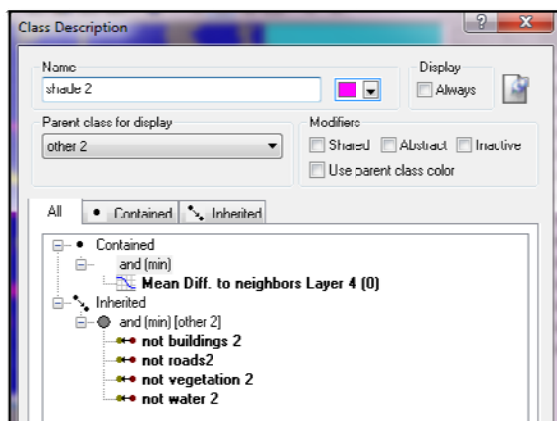 Class Description
Name
shade 2
Display
Always
Parent class for display
other 2
Modifiers
Shared Abstract Inactive
Use parent class color
All Contained Inherited
Contained
and (min)
Mean Diff. to neighbors Layer 4 (0)
Inherited
and (min) [other 2]
not buildings 2
not roads2
not vegetation 2
not water 2